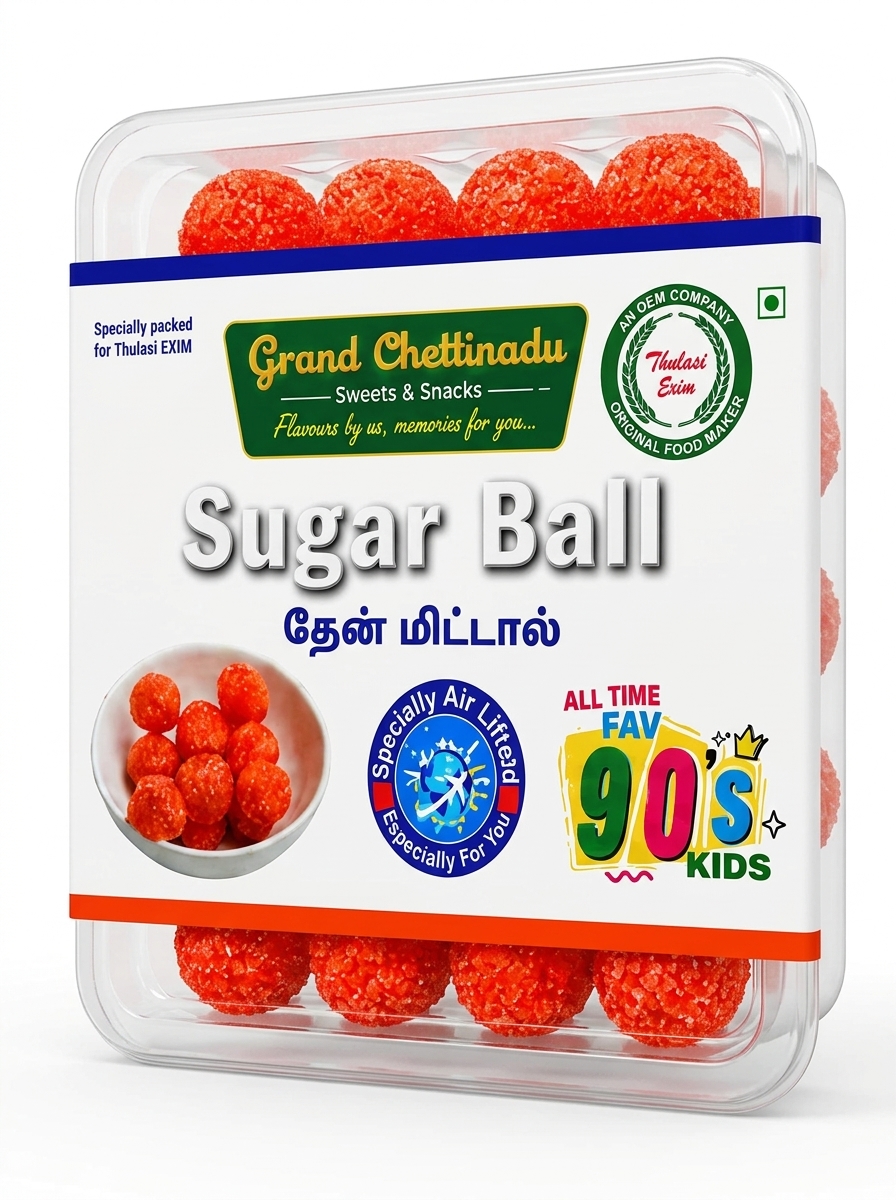 Specially packed
for Thulasi EXIM
Grand Chettinadu
Sweets & Snacks
Flavours by us, memories for you...
AN OEM COMPANY
Thulasi
Exim
ORIGINAL FOOD MAKER
Sugar Ball
தேன் மிட்டால்
Specially Air Lifted
Especially For You
ALL TIME
FAV
90's
KIDS